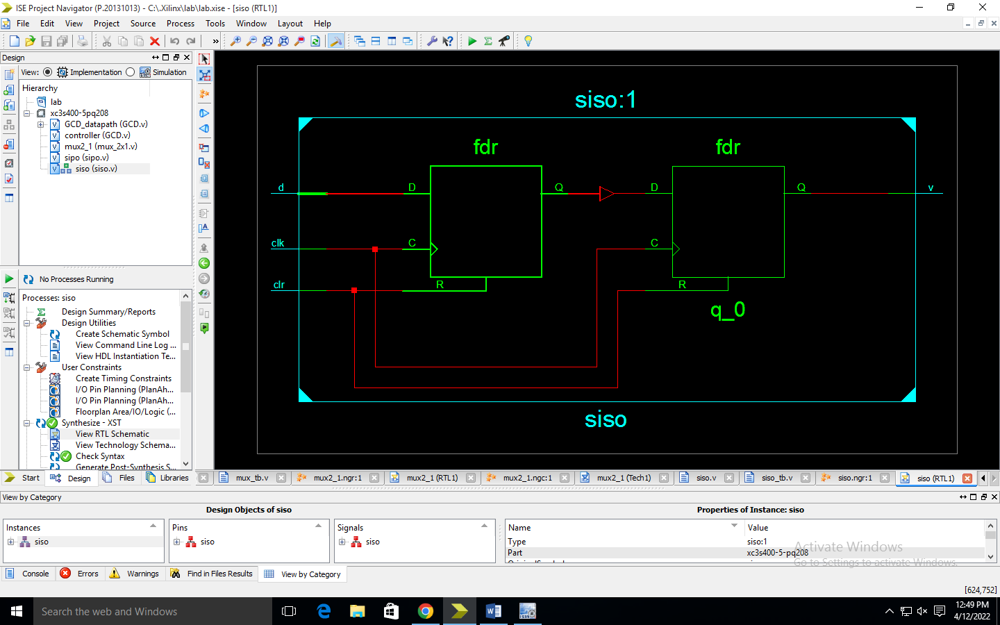 ISE Project Navigator (P.20131013) - C:\.Xilinx\lab\lab.xise - [siso (RTL1)]
File Edit View Project Source Process Tools Window Layout Help
»
Design
View: Implementation Simulation
Hierarchy
lab
xc3s400-5pq208
GCD_datapath (GCD.v)
controller (GCD.v)
mux2_1 (mux_2x1.v)
sipo (sipo.v)
siso (siso.v)
No Processes Running
Processes: siso
Design Summary/Reports
Design Utilities
Create Schematic Symbol
View Command Line Log ...
View HDL Instantiation Te...
User Constraints
Create Timing Constraints
I/O Pin Planning (PlanAh...
I/O Pin Planning (PlanAh...
Floorplan Area/IO/Logic (...
Synthesize - XST
View RTL Schematic
View Technology Schema...
Check Syntax
Generate Post-Synthesis S...
Start Design Files Libraries
siso:1
fdr fdr
d D Q D Q v
clk C C
clr R R
q_0
siso
mux_tb.v mux2_1.ngr:1 mux2_1 (RTL1) mux2_1.ngc:1 mux2_1 (Tech1) siso.v siso_tb.v siso.ngr:1 siso (RTL1)
View by Category
Design Objects of siso Properties of Instance: siso
Instances Pins Signals Name Value
siso siso siso Type siso:1
Part xc3s400-5-pq208
Activate Windows
Go to Settings to activate Windows.
Console Errors Warnings Find in Files Results View by Category
[624,752]
Search the web and Windows
12:49 PM
4/12/2022